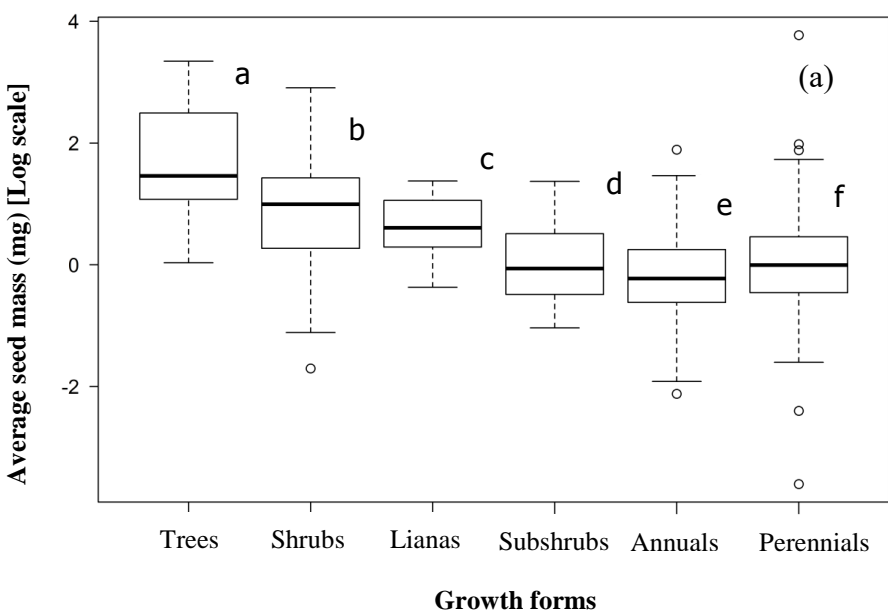 Average seed mass (mg) [Log scale]
4
2
0
-2
a
b
c
d
e
f
(a)
Trees
Shrubs
Lianas
Subshrubs
Annuals
Perennials
Growth forms